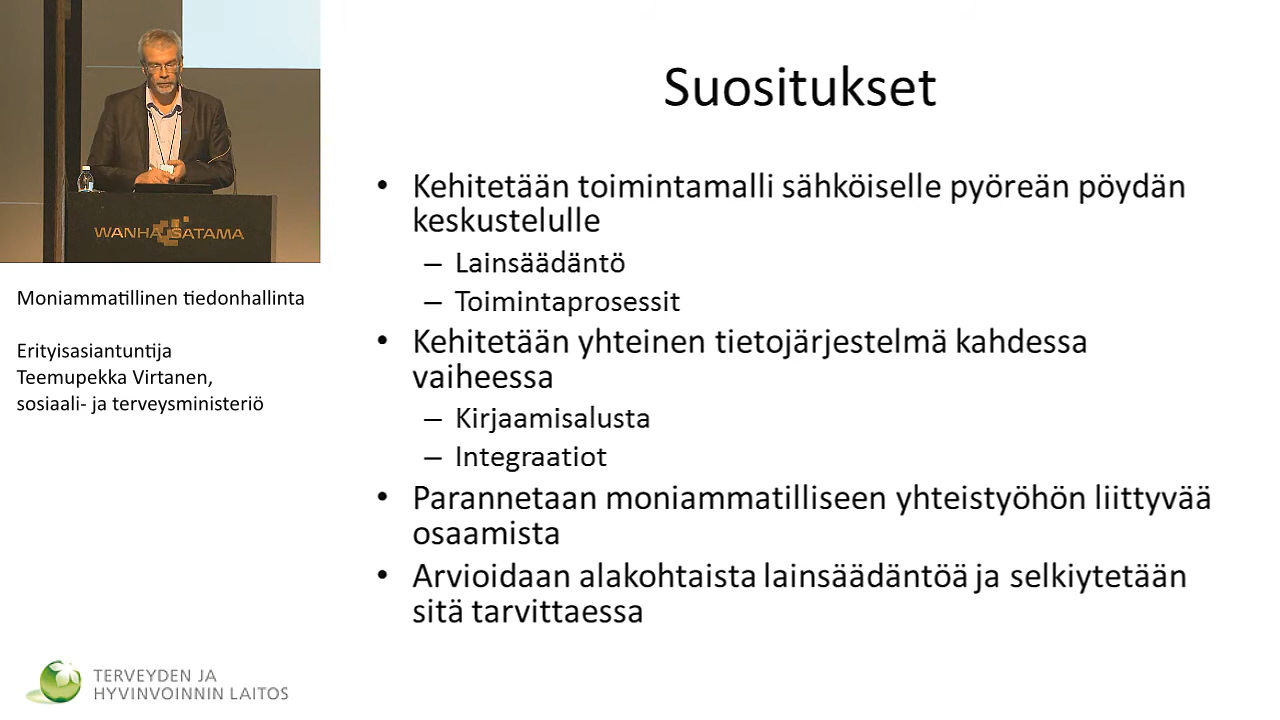 WANHA SATAMA
Moniammatillinen tiedonhallinta
Erityisasiantuntija
Teemupekka Virtanen,
sosiaali- ja terveysministeriö
TERVEYDEN JA
HYVINVOINNIN LAITOS
Suositukset
• Kehitetään toimintamalli sähköiselle pyöreän pöydän
keskustelulle
– Lainsäädäntö
– Toimintaprosessit
• Kehitetään yhteinen tietojärjestelmä kahdessa
vaiheessa
– Kirjaamisalusta
– Integraatiot
• Parannetaan moniammatilliseen yhteistyöhön liittyvää
osaamista
• Arvioidaan alakohtaista lainsäädäntöä ja selkiytetään
sitä tarvittaessa